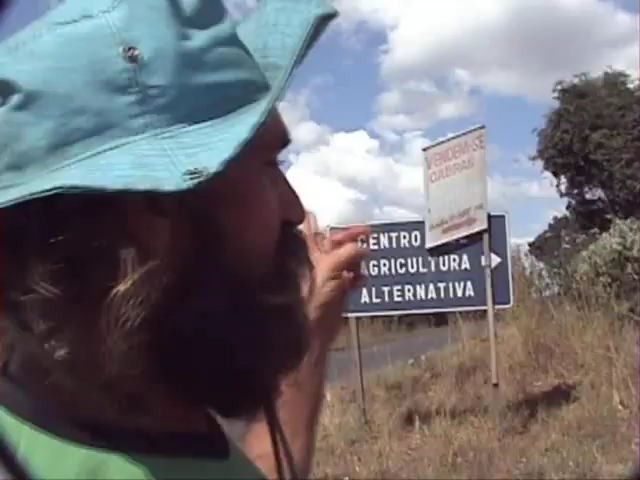 VENDEM-SE
CABRAS
CENTRO
AGRICULTURA
ALTERNATIVA